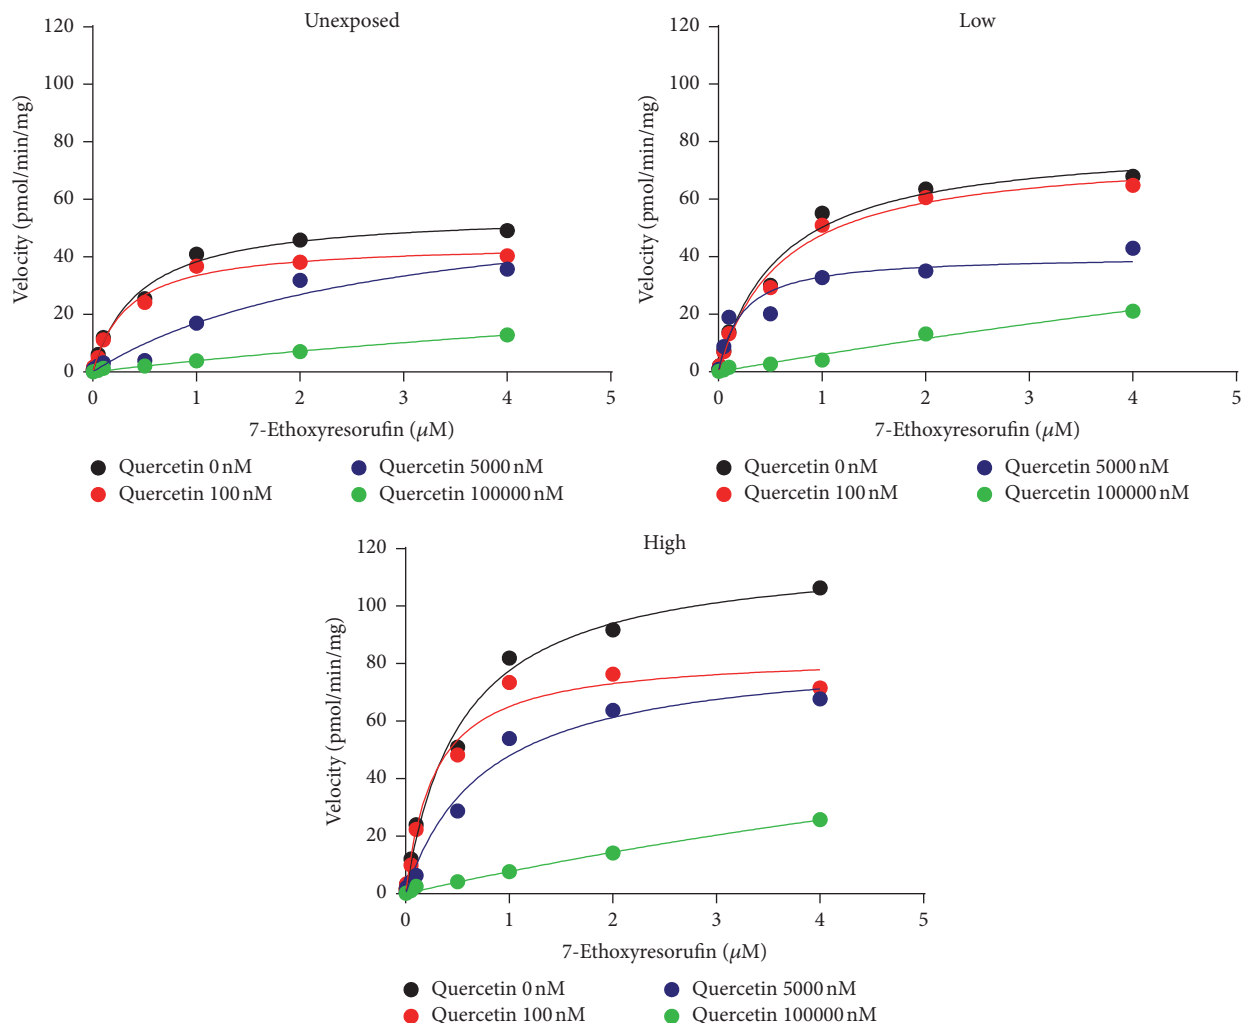 Unexposed
120
100
80
60
40
20
0
Velocity (pmol/min/mg)
0 1 2 3 4 5
7-Ethoxyresorufin (μM)
Quercetin 0 nM Quercetin 5000 nM
Quercetin 100 nM Quercetin 100000 nM
Low
120
100
80
60
40
20
0
Velocity (pmol/min/mg)
0 1 2 3 4 5
7-Ethoxyresorufin (μM)
Quercetin 0 nM Quercetin 5000 nM
Quercetin 100 nM Quercetin 100000 nM
High
120
100
80
60
40
20
0
Velocity (pmol/min/mg)
0 1 2 3 4 5
7-Ethoxyresorufin (μM)
Quercetin 0 nM Quercetin 5000 nM
Quercetin 100 nM Quercetin 100000 nM